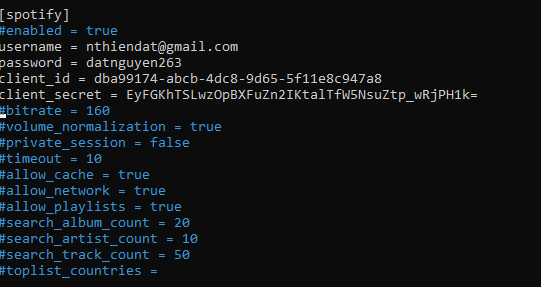 [spotify]
#enabled = true
username = nthiendat@gmail.com
password = datnguyen263
client_id = dba99174-abcb-4dc8-9d65-5f11e8c947a8
client_secret = EyFGKhTSLwzOpBXFuZn2IKtalTfW5NsuZtp_wRjPH1k=
#bitrate = 160
#volume_normalization = true
#private_session = false
#timeout = 10
#allow_cache = true
#allow_network = true
#allow_playlists = true
#search_album_count = 20
#search_artist_count = 10
#search_track_count = 50
#toplist_countries =